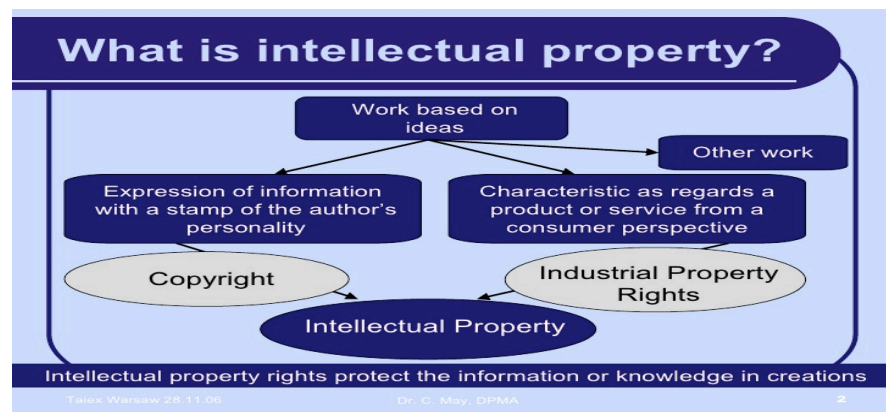 What is intellectual property?
Work based on
ideas
Other work
Expression of information
with a stamp of the author's
personality
Characteristic as regards a
product or service from a
consumer perspective
Copyright
Industrial Property
Rights
Intellectual Property
Intellectual property rights protect the information or knowledge in creations
Taiex Warsaw 28.11.06
Dr. C. May, DPMA
2